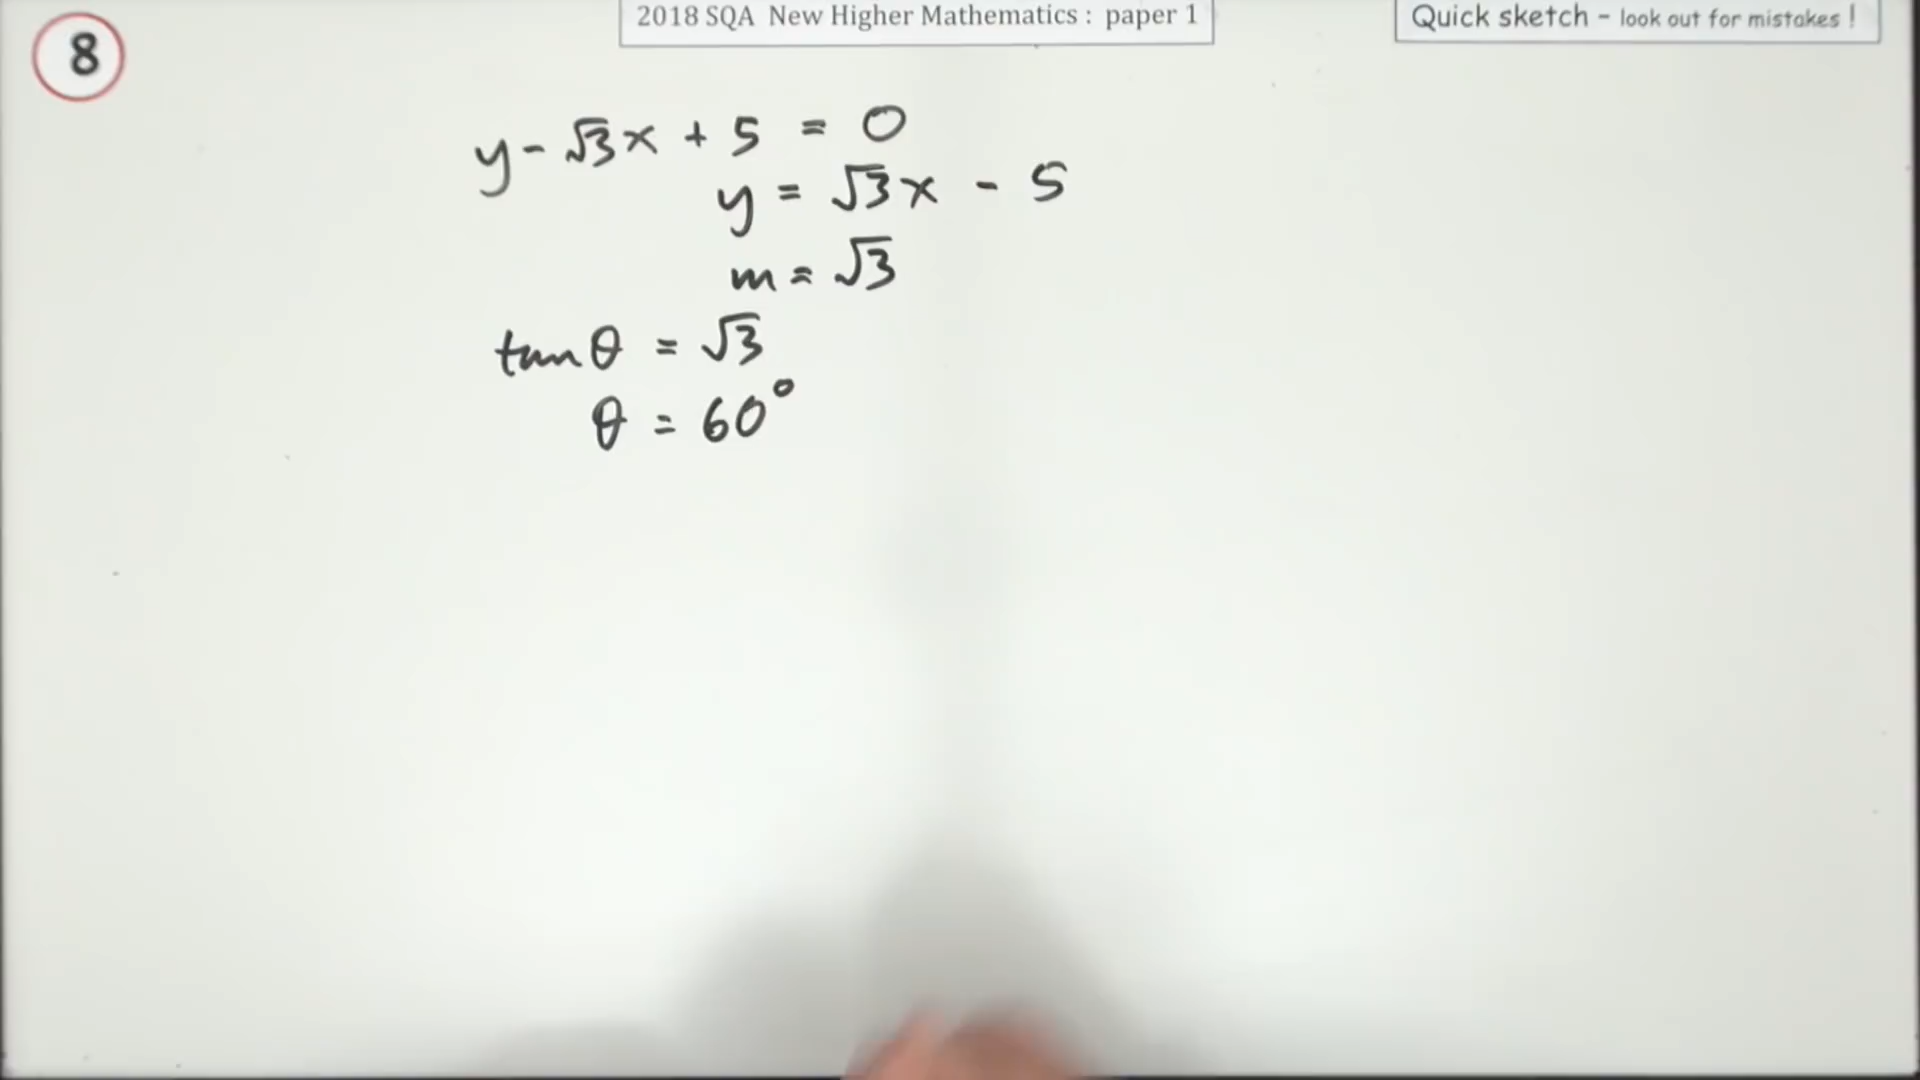 8
2018 SQA New Higher Mathematics : paper 1
Quick sketch - look out for mistakes !
y - √3x + 5 = 0
y = √3x - 5
m = √3
tan θ = √3
θ = 60°